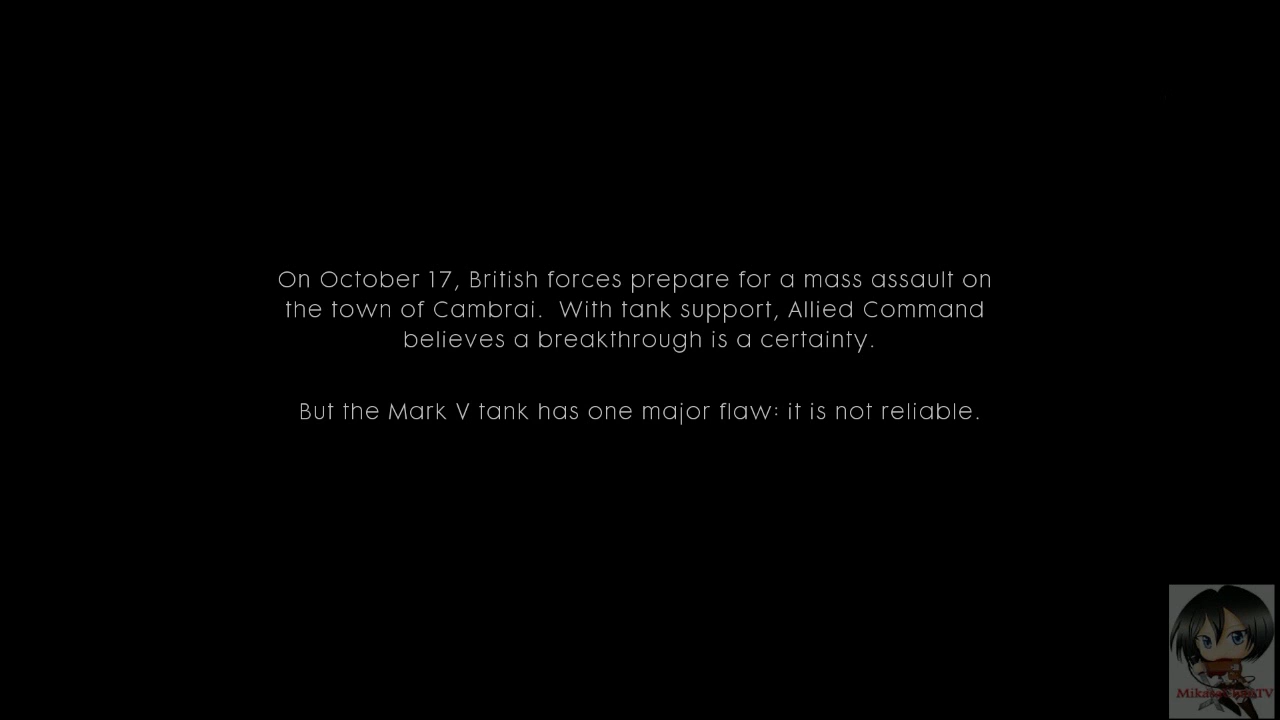 On October 17, British forces prepare for a mass assault on
the town of Cambrai.  With tank support, Allied Command
believes a breakthrough is a certainty.
But the Mark V tank has one major flaw: it is not reliable.